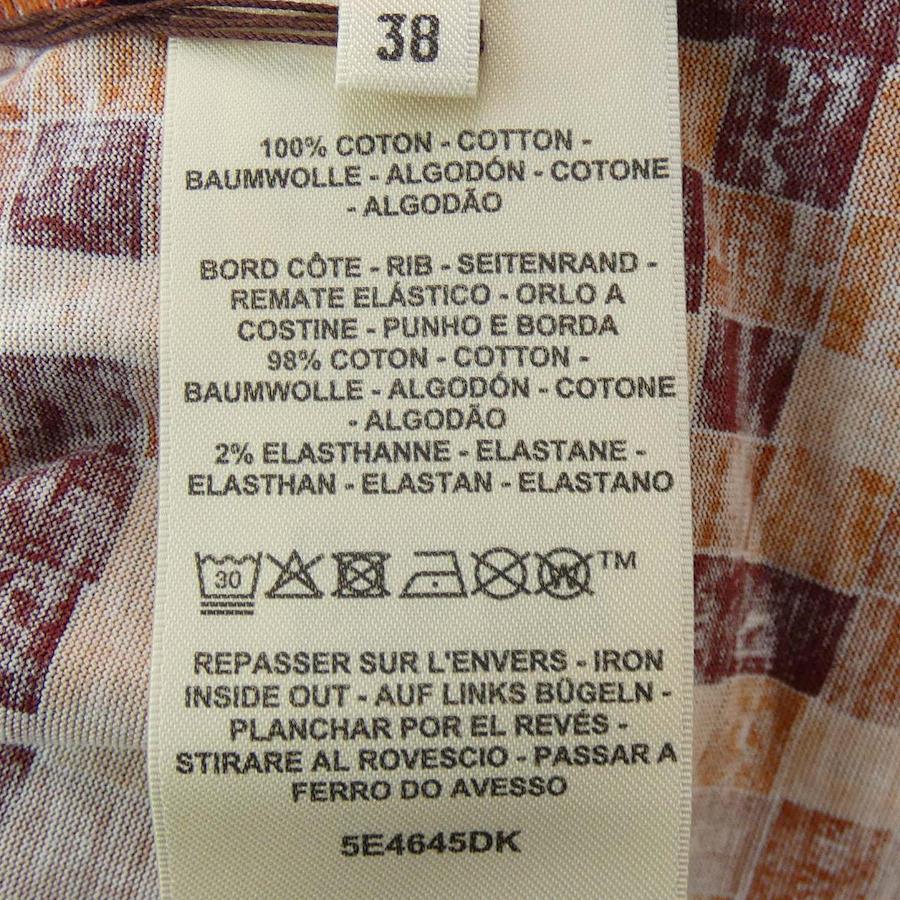 38
100% COTON - COTTON -
BAUMWOLLE - ALGODÓN - COTONE
- ALGODÃO
BORD CÔTE - RIB - SEITENRAND -
REMATE ELÁSTICO - ORLO A
COSTINE - PUNHO E BORDA
98% COTON - COTTON -
BAUMWOLLE - ALGODÓN - COTONE
- ALGODÃO
2% ELASTHANNE - ELASTANE -
ELASTHAN - ELASTAN - ELASTANO
30 W TM
REPASSER SUR L'ENVERS - IRON
INSIDE OUT - AUF LINKS BÜGELN -
PLANCHAR POR EL REVÉS -
STIRARE AL ROVESCIO - PASSAR A
FERRO DO AVESSO
5E4645DK